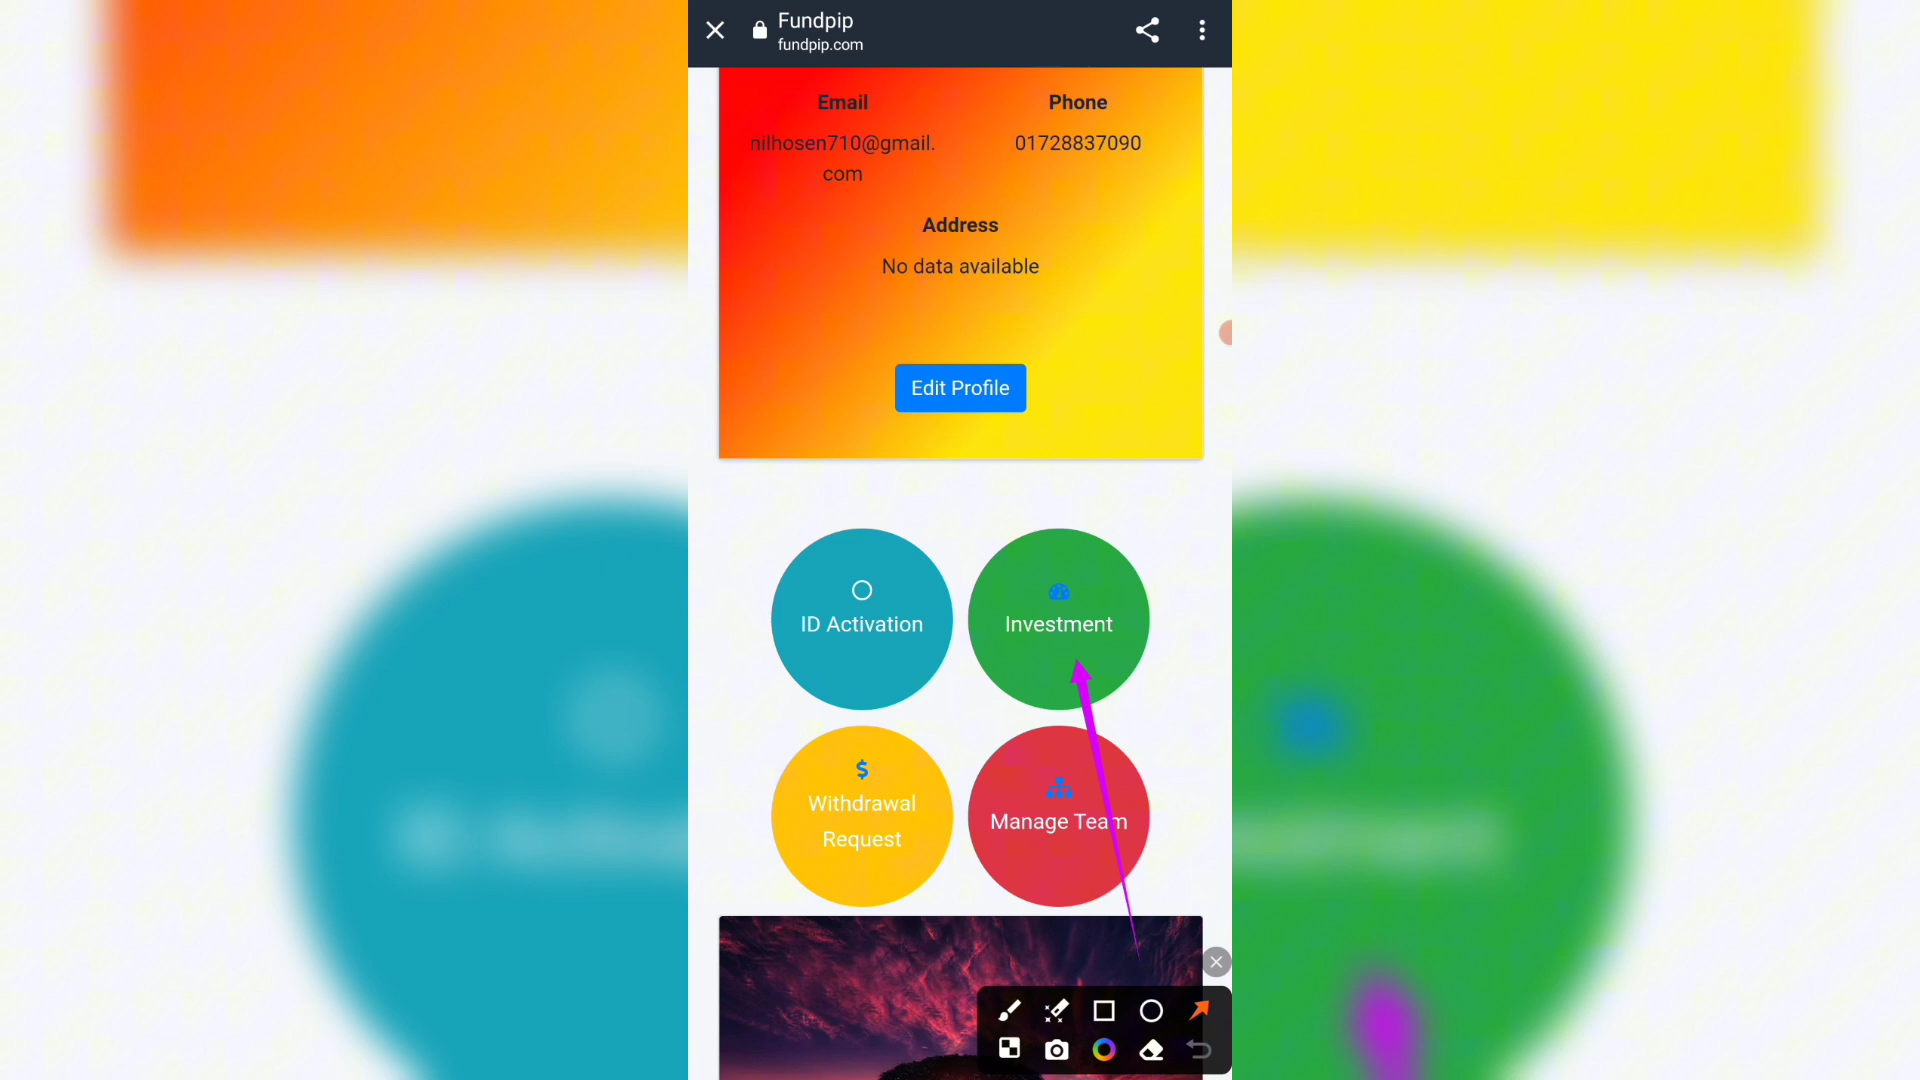 Fundpip
fundpip.com
Email
Phone
nilhosen710@gmail.
com
01728837090
Address
No data available
Edit Profile
ID Activation
Investment
$
Withdrawal
Request
Manage Team